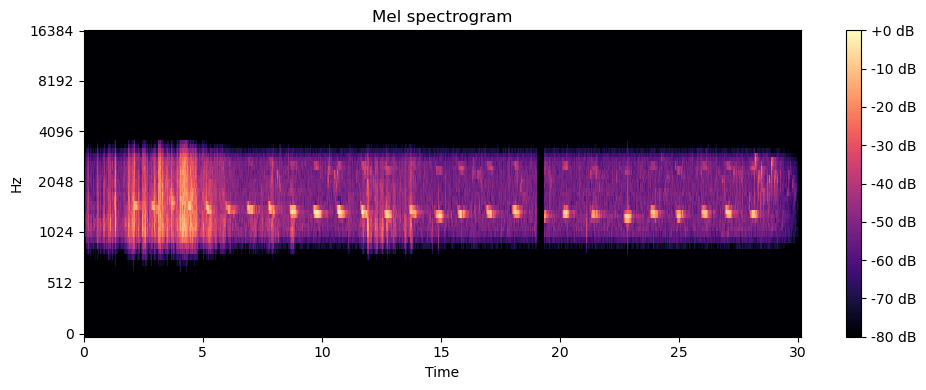 Mel spectrogram
16384
8192
4096
2048
1024
512
0
Hz
0
5
10
15
20
25
30
Time
+0 dB
-10 dB
-20 dB
-30 dB
-40 dB
-50 dB
-60 dB
-70 dB
-80 dB